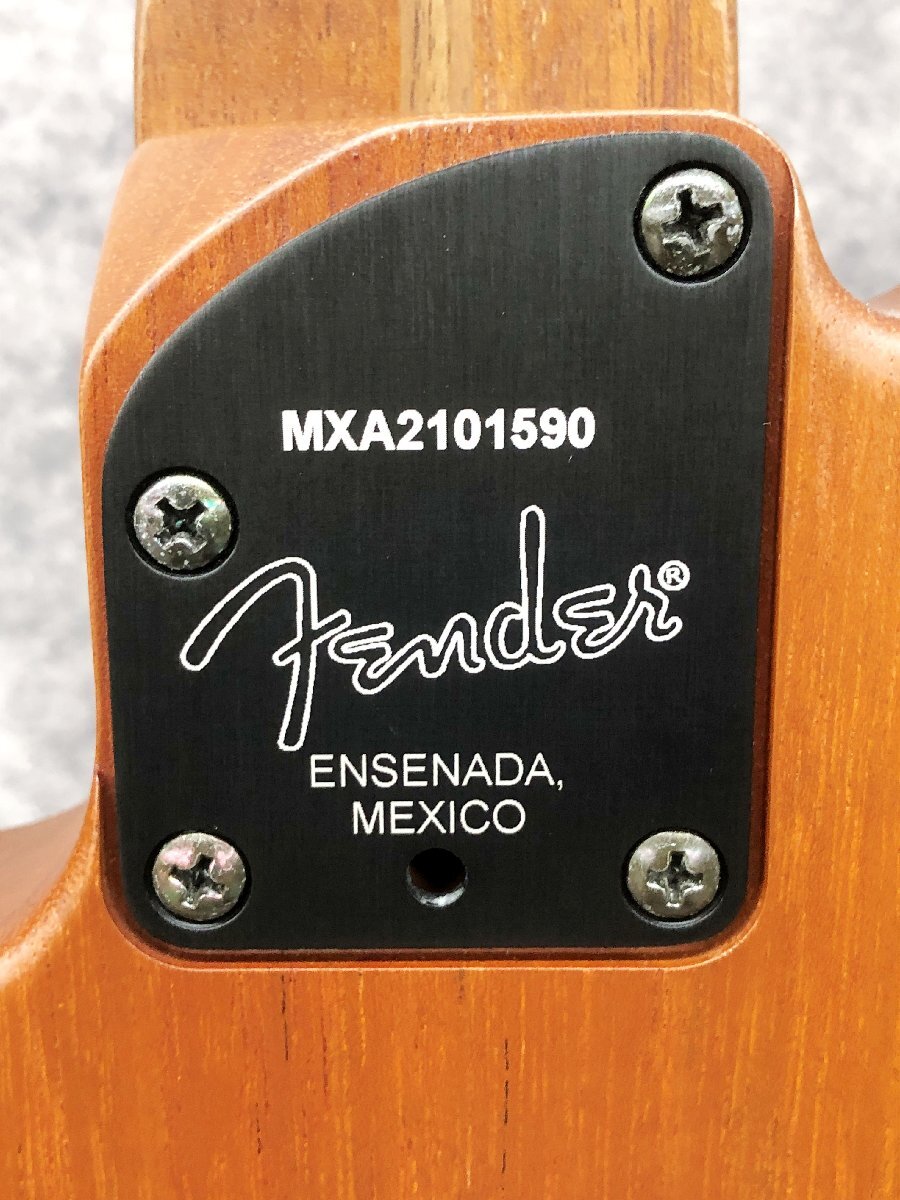 MXA2101590
Fender®
ENSENADA,
MEXICO